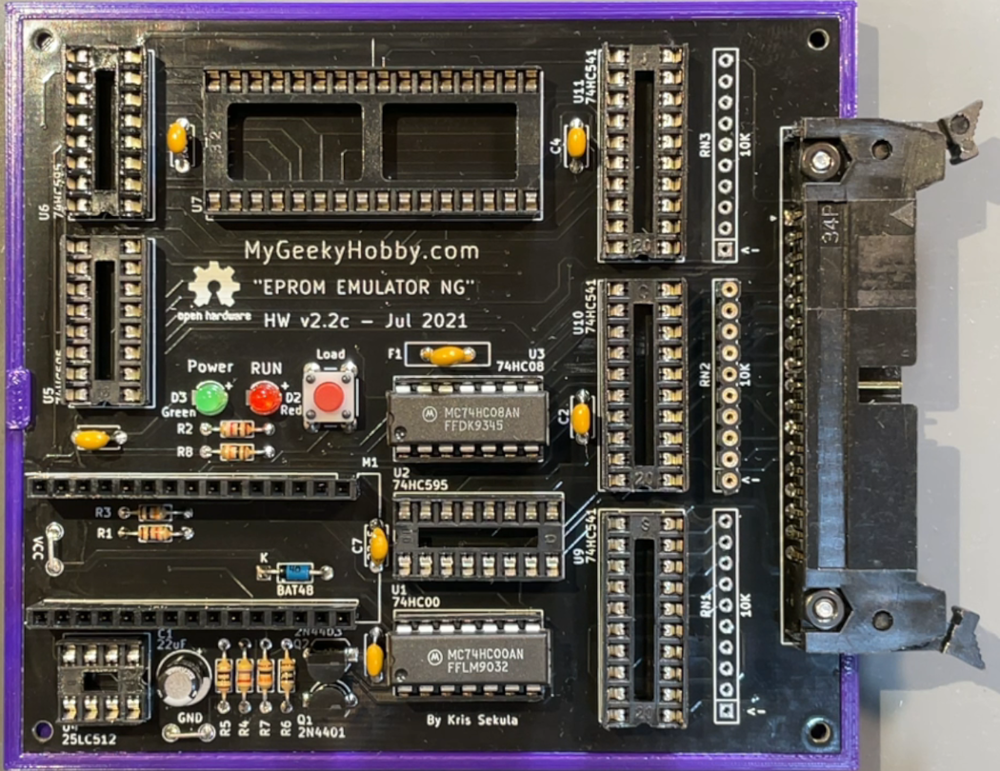 U11
74HC541
C4
RN3
10K
U6
74HC595
U7
32
34P
MyGeekyHobby.com
open hardware
"EPROM EMULATOR NG"
HW v2.2c – Jul 2021
20
U10
74HC541
RN2
10K
U5
Power
RUN
Load
F1
U3
74HC08
D3
Green
D2
Red
MC74HC08AN
FFDK9345
C2
R2
R8
M1
U2
74HC595
20
R3
R1
VCC
C7
K
BAT48
U9
74HC541
RN1
10K
U1
74HC00
C1
22uF
2N4403
Q2
MC74HC00AN
FFLM9032
GND
R5
R4
R7
R6
Q1
2N4401
By Kris Sekula
20
U4
25LC512